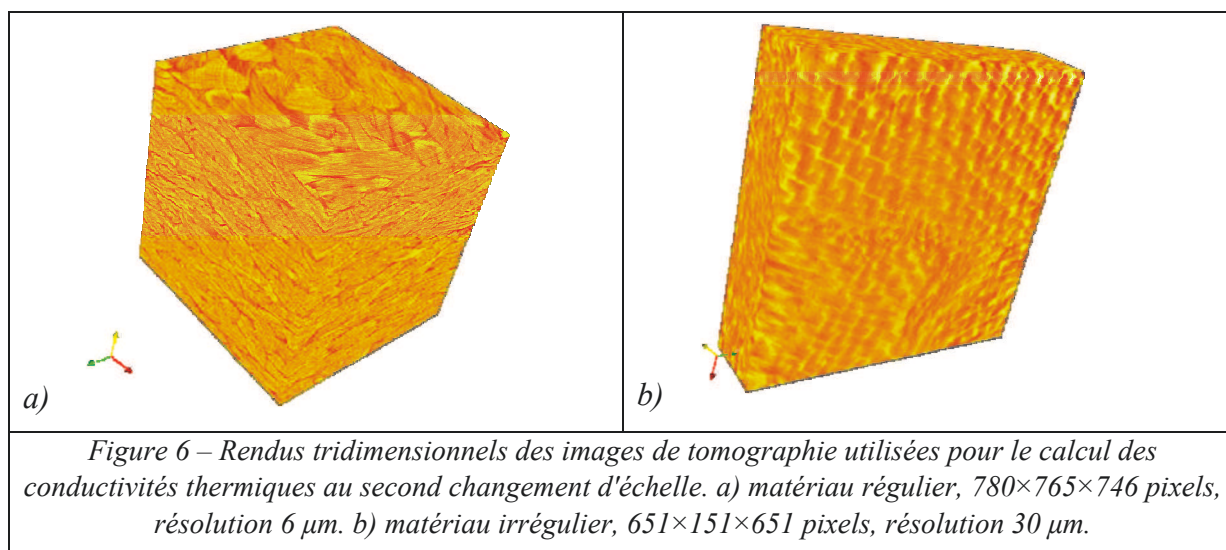 a)
b)
Figure 6 – Rendus tridimensionnels des images de tomographie utilisées pour le calcul des
conductivités thermiques au second changement d'échelle. a) matériau régulier, 780×765×746 pixels,
résolution 6 μm. b) matériau irrégulier, 651×151×651 pixels, résolution 30 μm.